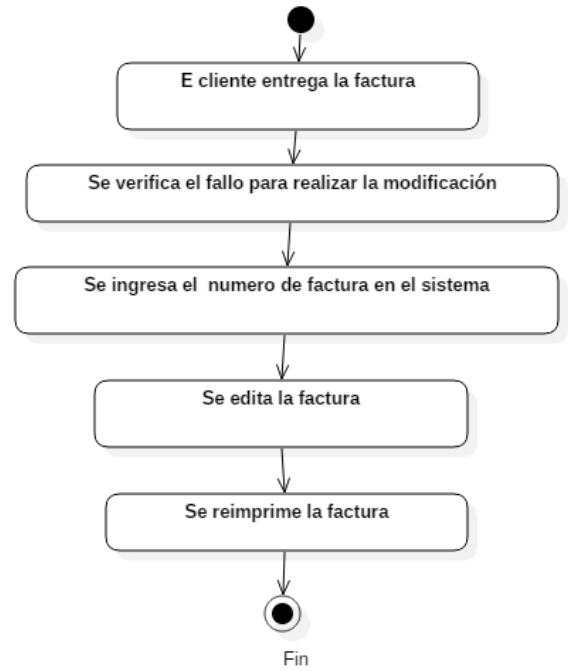 E cliente entrega la factura
Se verifica el fallo para realizar la modificación
Se ingresa el  numero de factura en el sistema
Se edita la factura
Se reimprime la factura
Fin